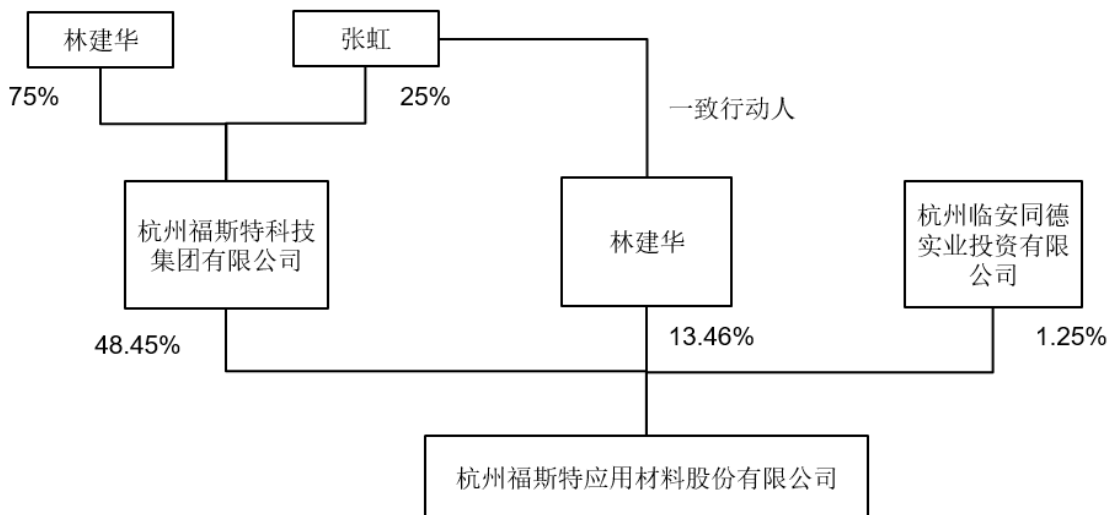 林建华
张虹
75%
25%
一致行动人
杭州福斯特科技
集团有限公司
林建华
杭州临安同德
实业投资有限
公司
48.45%
13.46%
1.25%
杭州福斯特应用材料股份有限公司